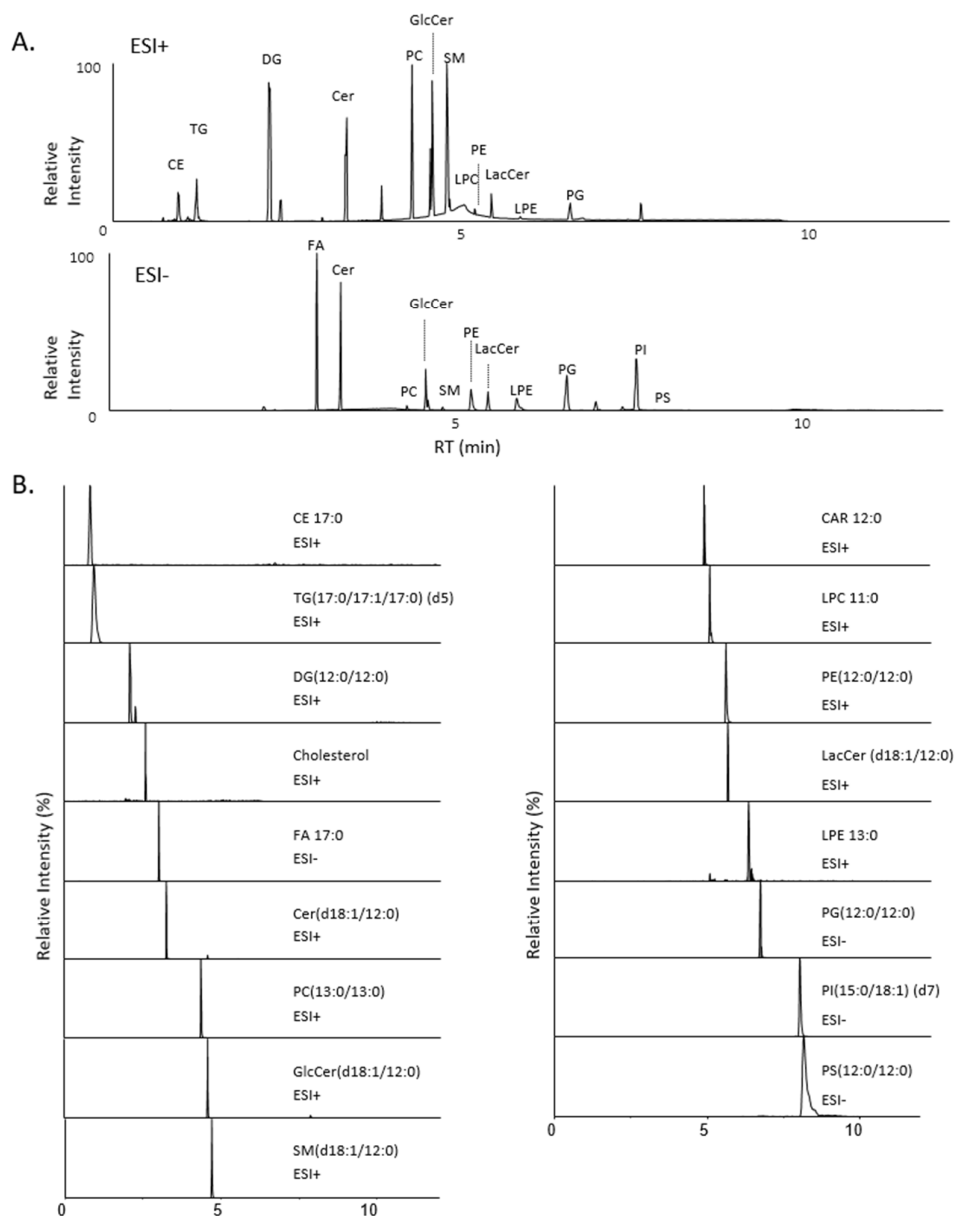 A.
ESI+
Relative
Intensity
100
0
CE
TG
DG
Cer
PC
GlcCer
SM
LPC
PE
LacCer
LPE
PG
5
10
ESI-
Relative
Intensity
100
0
FA
Cer
PC
GlcCer
SM
PE
LacCer
LPE
PG
PI
PS
5
10
RT (min)
B.
Relative Intensity (%)
CE 17:0
ESI+
TG(17:0/17:1/17:0) (d5)
ESI+
DG(12:0/12:0)
ESI+
Cholesterol
ESI+
FA 17:0
ESI-
Cer(d18:1/12:0)
ESI+
PC(13:0/13:0)
ESI+
GlcCer(d18:1/12:0)
ESI+
SM(d18:1/12:0)
ESI+
0
5
10
Relative Intensity (%)
CAR 12:0
ESI+
LPC 11:0
ESI+
PE(12:0/12:0)
ESI+
LacCer (d18:1/12:0)
ESI+
LPE 13:0
ESI+
PG(12:0/12:0)
ESI-
PI(15:0/18:1) (d7)
ESI-
PS(12:0/12:0)
ESI-
0
5
10